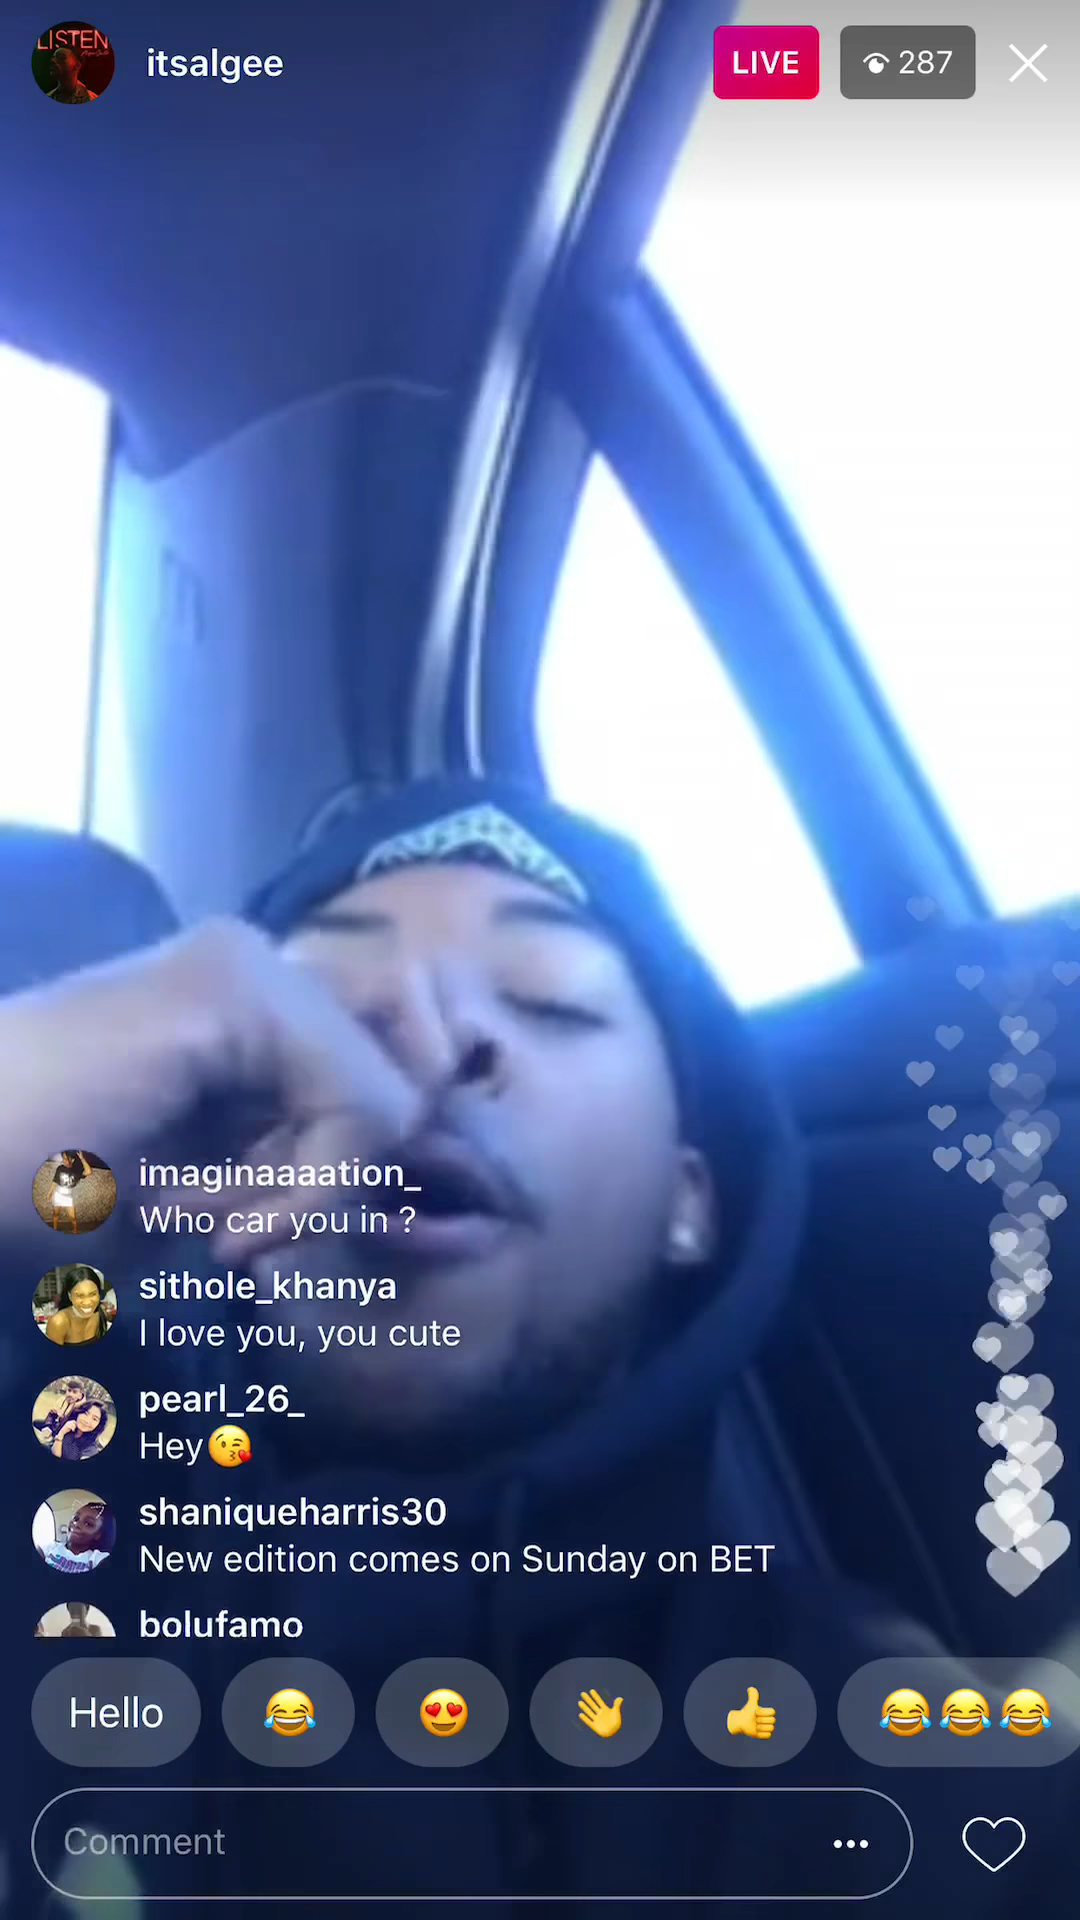 LISTEN
itsalgee
LIVE
287
imaginaaaation_
Who car you in ?
sithole_khanya
I love you, you cute
pearl_26_
Hey😘
shaniqueharris30
New edition comes on Sunday on BET
bolufamo
Hello
😂
😍
👋
👍
😂😂😂
Comment